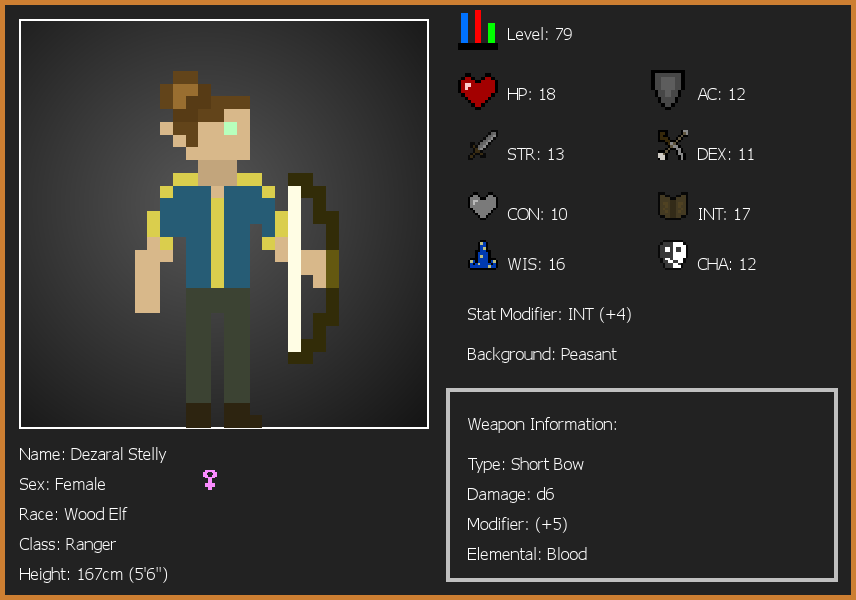 Level: 79
HP: 18
AC: 12
STR: 13
DEX: 11
CON: 10
INT: 17
WIS: 16
CHA: 12
Stat Modifier: INT (+4)
Background: Peasant
Weapon Information:
Type: Short Bow
Damage: d6
Modifier: (+5)
Elemental: Blood
Name: Dezaral Stelly
Sex: Female
Race: Wood Elf
Class: Ranger
Height: 167cm (5'6")